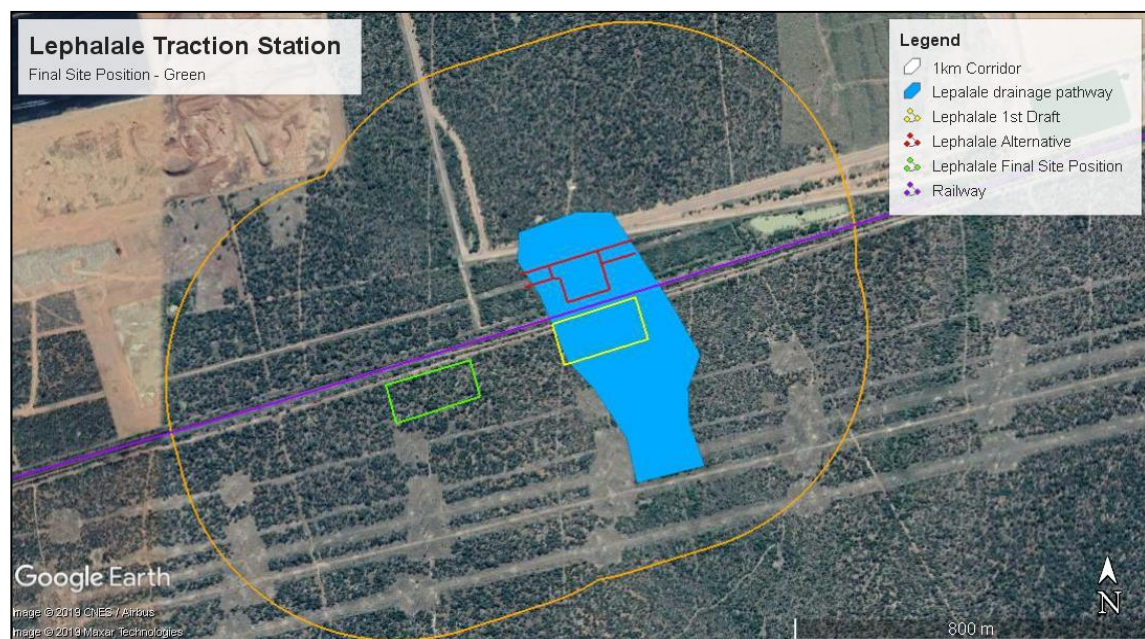 Lephalale Traction Station
Final Site Position - Green
Legend
1km Corridor
Lepalale drainage pathway
Lephalale 1st Draft
Lephalale Alternative
Lephalale Final Site Position
Railway
Google Earth
Image © 2019 CNES / Airbus
Image © 2019 Maxar Technologies
N
800 m